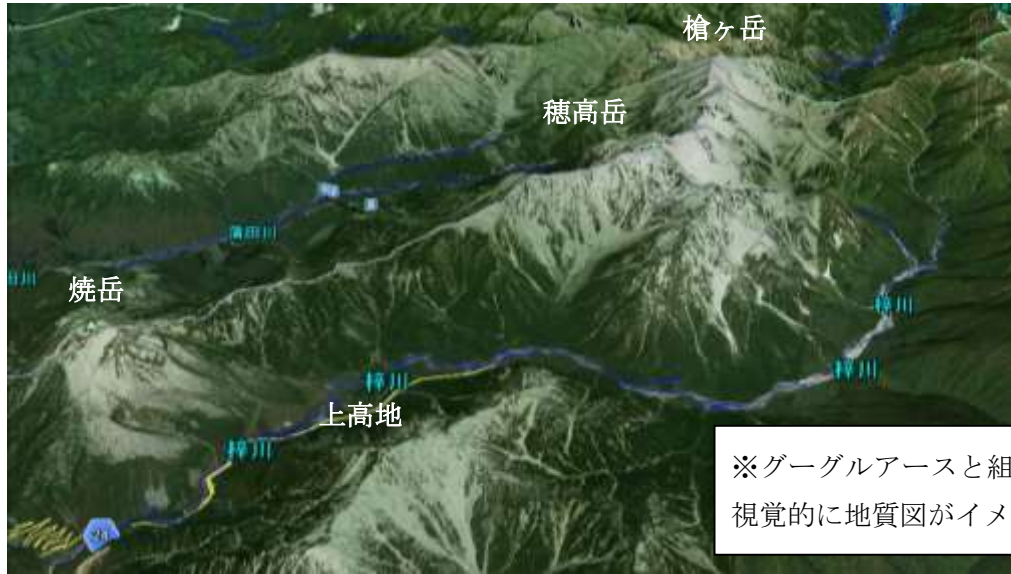 槍ヶ岳
穂高岳
蒲田川
焼岳
梓川
梓川
梓川
上高地
梓川
※グーグルアースと組
視覚的に地質図がイメ